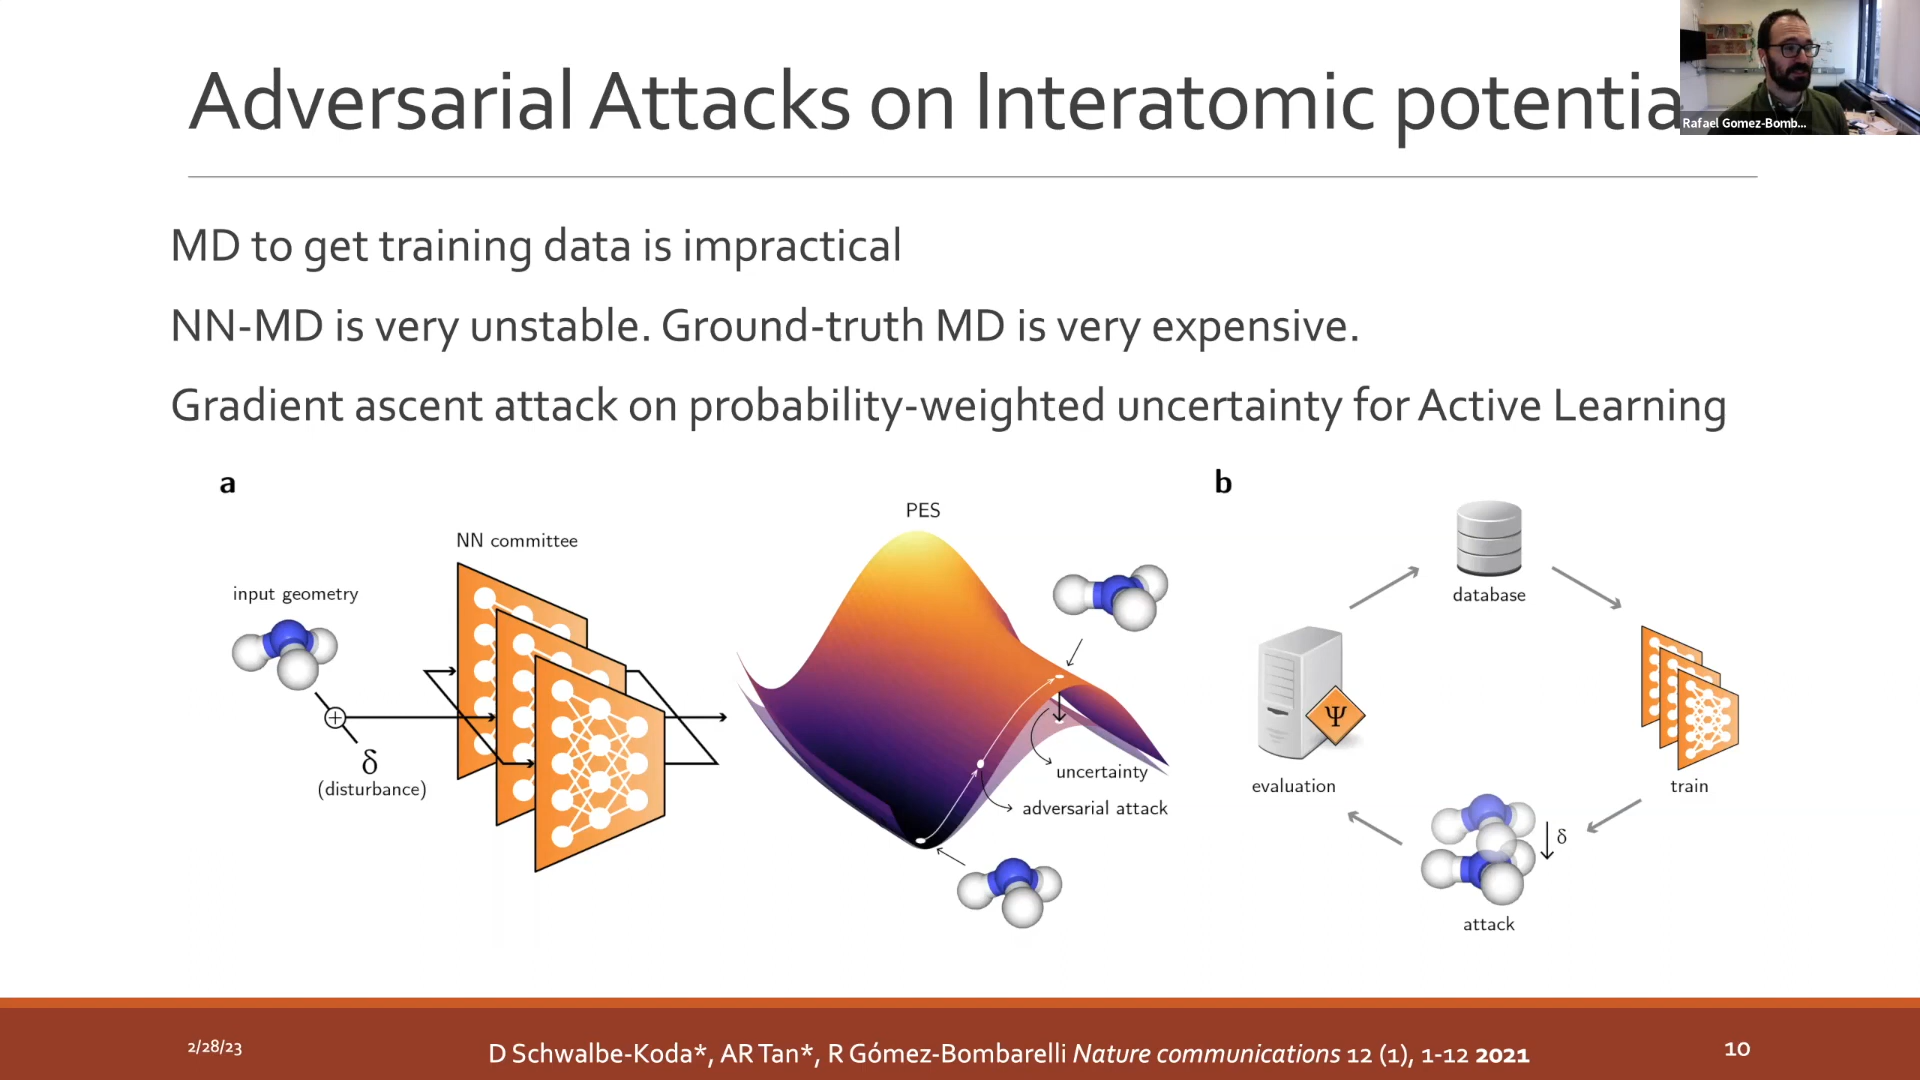 Adversarial Attacks on Interatomic potentia
Rafael Gomez-Bomb...
MD to get training data is impractical
NN-MD is very unstable. Ground-truth MD is very expensive.
Gradient ascent attack on probability-weighted uncertainty for Active Learning
a
NN committee
input geometry
δ
(disturbance)
PES
uncertainty
adversarial attack
b
database
Ψ
evaluation
train
δ
attack
2/28/23
D Schwalbe-Koda*, AR Tan*, R Gómez-Bombarelli Nature communications 12 (1), 1-12 2021
10